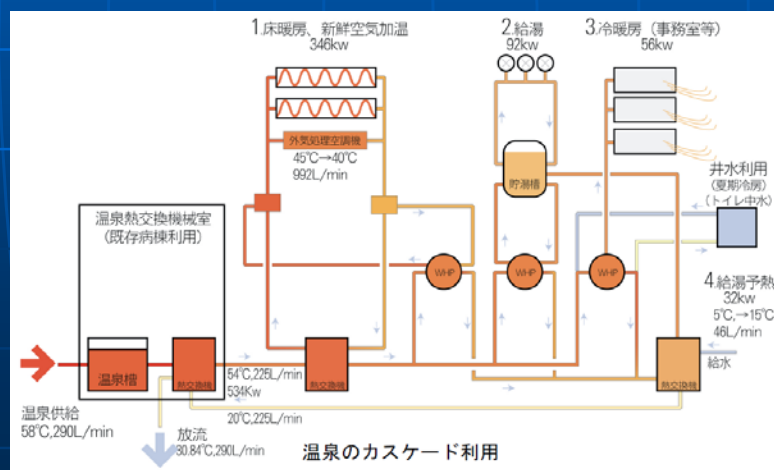 1.床暖房、新鮮空気加温
346kw
2.給湯
92kw
3.冷暖房（事務室等）
56kw
外気処理空調機
45℃→40℃
992L/min
貯湯槽
井水利用
(夏期冷房)
(トイレ中水)
温泉熱交換機械室
(既存病棟利用)
WHP
WHP
WHP
4.給湯予熱
32kw
5℃,→15℃
46L/min
給水
温泉槽
熱交換機
熱交換機
熱交換機
54℃,225L/min
534Kw
20℃,225L/min
温泉供給
58℃,290L/min
放流
30.84℃,290L/min
温泉のカスケード利用